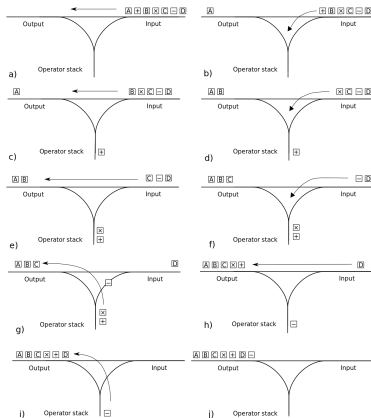 A + B × C − D
Output Input
Operator stack
a)
A + B × C − D
Output Input
Operator stack
b)
A B × C − D
Output Input
Operator stack +
c)
A B × C − D
Output Input
Operator stack +
d)
A B C − D
Output Input
×
Operator stack +
e)
A B C − D
Output Input
×
Operator stack +
f)
A B C D
−
Output Input
×
Operator stack +
g)
A B C × + D
Output Input
Operator stack −
h)
A B C × + D
Output Input
Operator stack −
i)
A B C × + D −
Output Input
Operator stack
j)